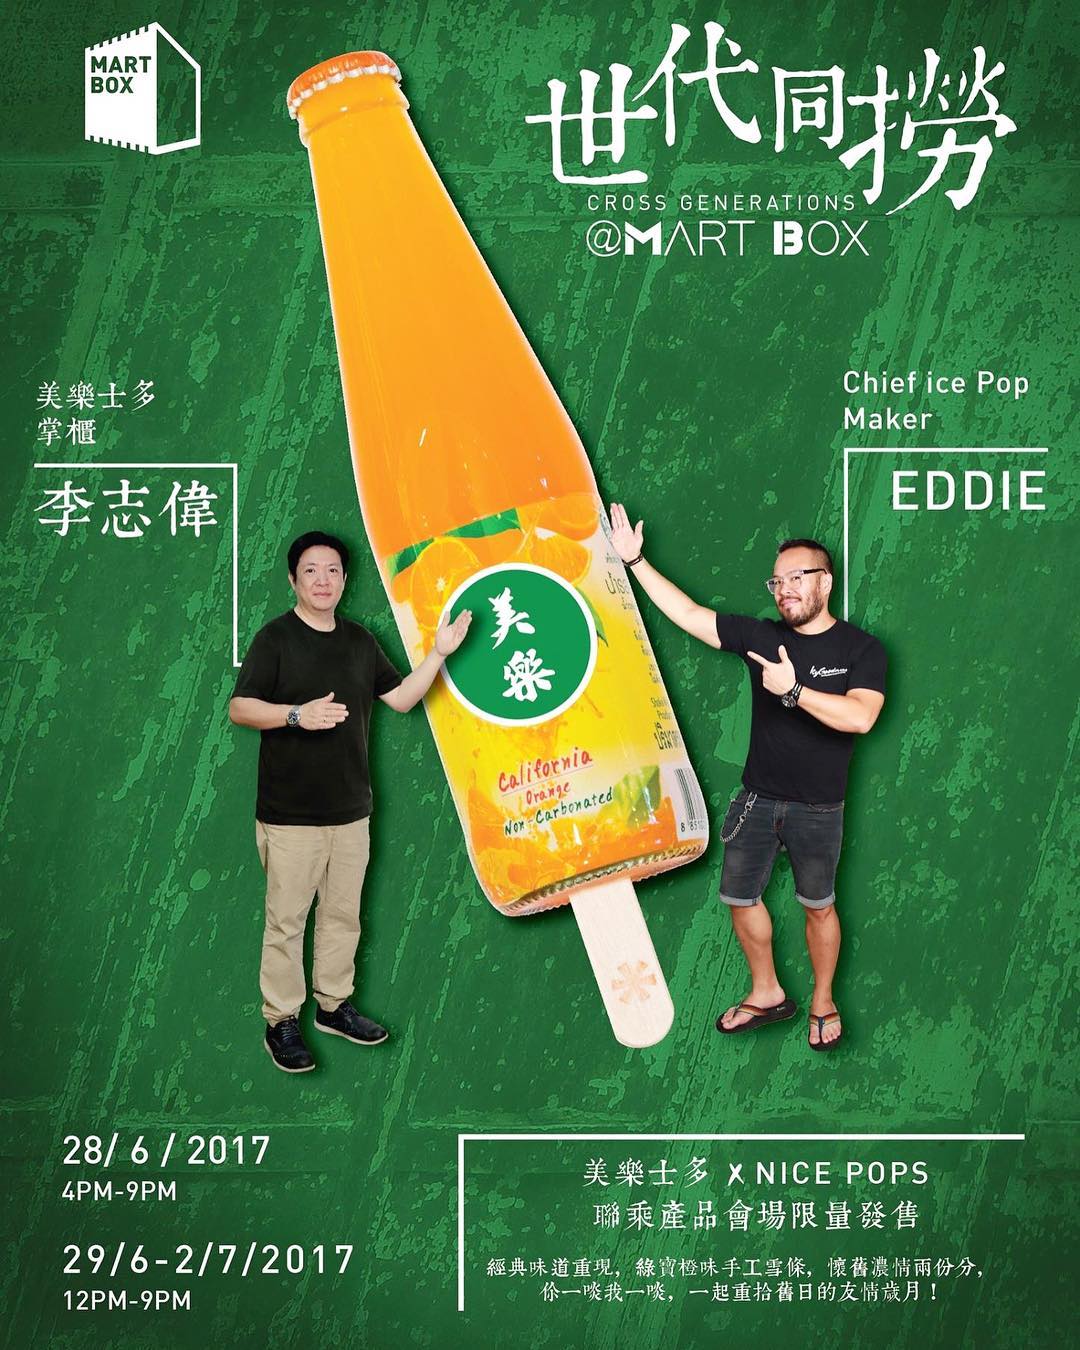 MART
BOX
世代同撈
CROSS GENERATIONS
@MART BOX
美樂士多
掌櫃
李志偉
Chief ice Pop
Maker
EDDIE
美
樂
California
Orange
Non-Carbonated
28/ 6 / 2017
4PM-9PM
29/6-2/7/2017
12PM-9PM
美樂士多 X NICE POPS
聯乘產品會場限量發售
經典味道重現，綠寶橙味手工雪條，懷舊濃情兩份分，
你一啖我一啖，一起重拾舊日的友情歲月！